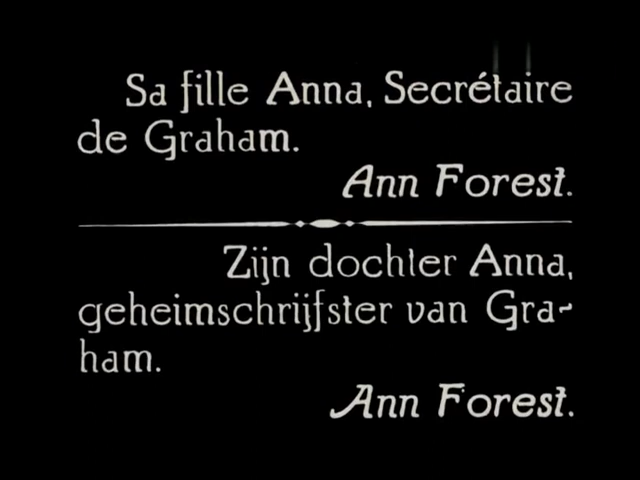 Sa fille Anna, Secrétaire
de Graham.
Ann Forest.
Zijn dochter Anna,
geheimschrijfster van Gra-
ham.
Ann Forest.